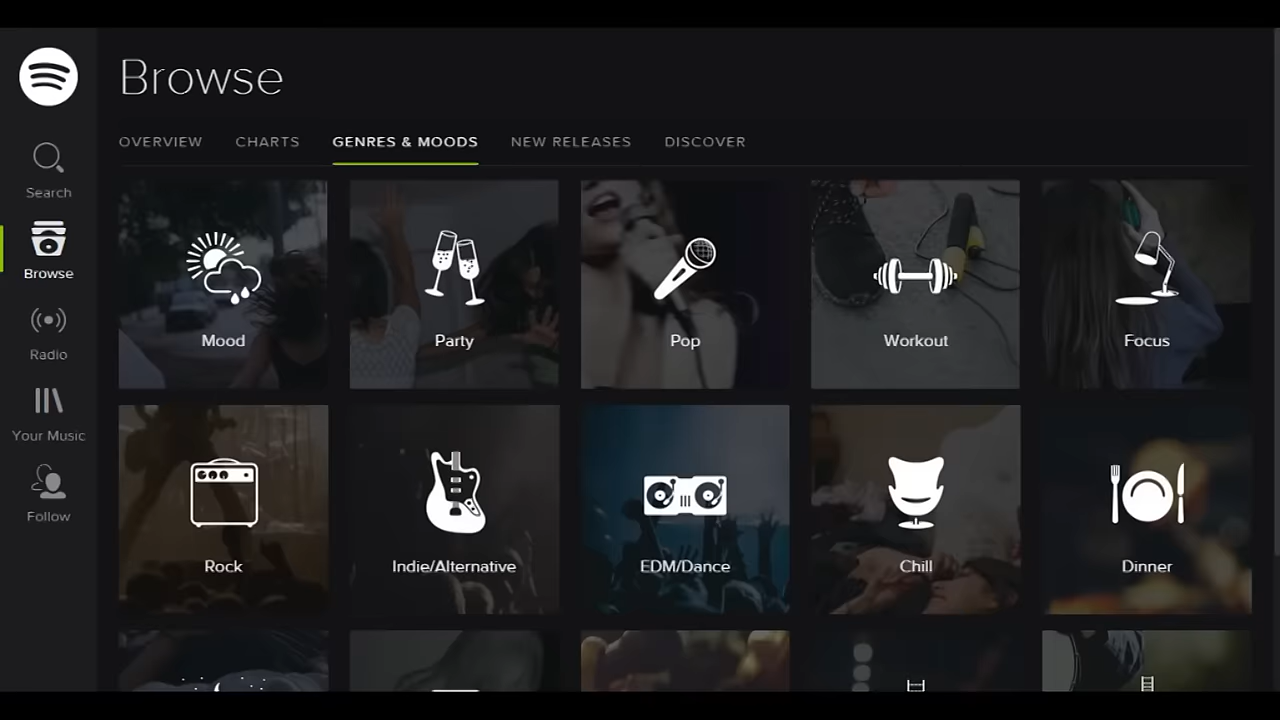 Browse
OVERVIEW CHARTS GENRES & MOODS NEW RELEASES DISCOVER
Search
Browse
Radio
Your Music
Follow
Mood Party Pop Workout Focus
Rock Indie/Alternative EDM/Dance Chill Dinner